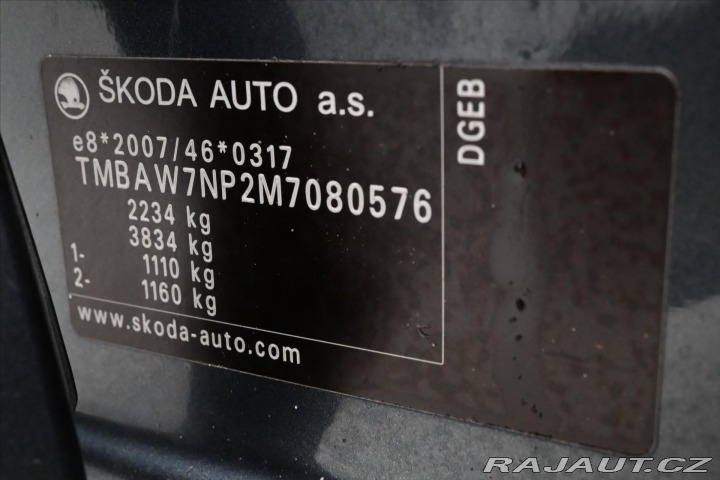 ŠKODA AUTO a.s.
DGEB
e8*2007/46*0317
TMBAW7NP2M7080576
2234 kg
3834 kg
1- 1110 kg
2- 1160 kg
www.skoda-auto.com
RAJAUT.CZ